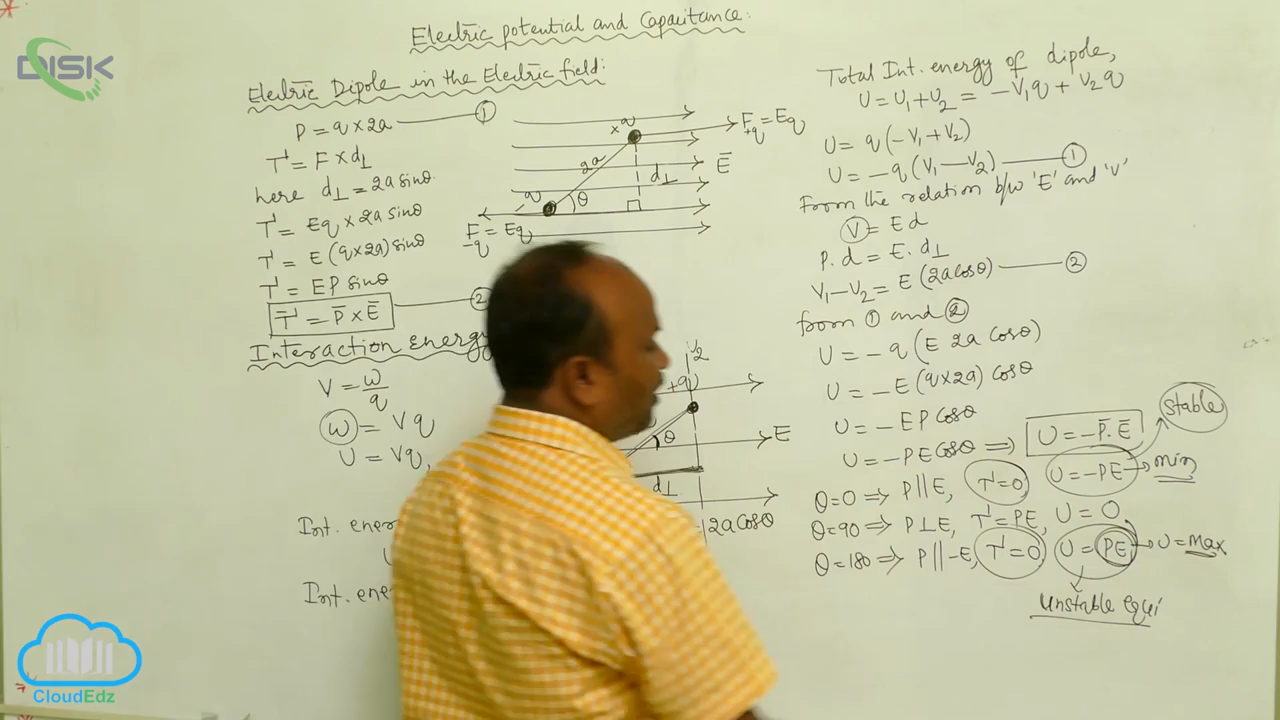 DISK
Electric potential and Capacitance:
Electric Dipole in the Electric field:
P = q × 2a ①
T = F × d⊥
here d⊥ = 2a sinθ
T = Eq × 2a sinθ
T = E (q×2a) sinθ
T = EP sinθ
T̄ = P̄ × Ē ②
+q
F+q = Eq
2a
d⊥
Ē
-q
θ
F-q = Eq
Interaction energy
V = w/q
w = Vq
U = Vq
Int. ener
Int. ene
V2
+q
θ
E
d⊥
2a Cosθ
Total Int. energy of dipole,
U = U1 + U2 = -V1q + V2q
U = q(-V1 + V2)
U = -q (V1 - V2) ①
from the relation b/w 'E' and 'V'
V = Ed
P.d = E. d⊥
V1 - V2 = E (2a Cosθ) ②
from ① and ②
U = -q (E 2a Cosθ)
U = -E (q×2a) Cosθ
U = -EP Cosθ
U = -PE Cosθ ⇒ U = -P̄.Ē
Stable
θ=0 ⇒ P||E, T=0 U = -PE → min
θ=90 ⇒ P⊥E, T=PE, U = 0
θ=180 ⇒ P||-E, T=0 U = PE → U = Max
Unstable equi
CloudEdz